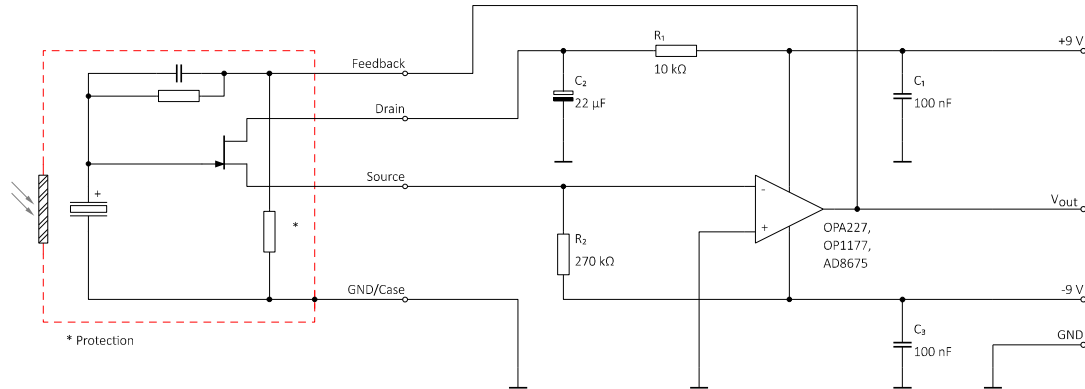 R₁
+9 V
Feedback
10 kΩ
C₂
22 µF
C₁
100 nF
Drain
Source
+
-
+
Vout
OPA227,
OP1177,
AD8675
*
R₂
270 kΩ
GND/Case
-9 V
* Protection
C₃
100 nF
GND